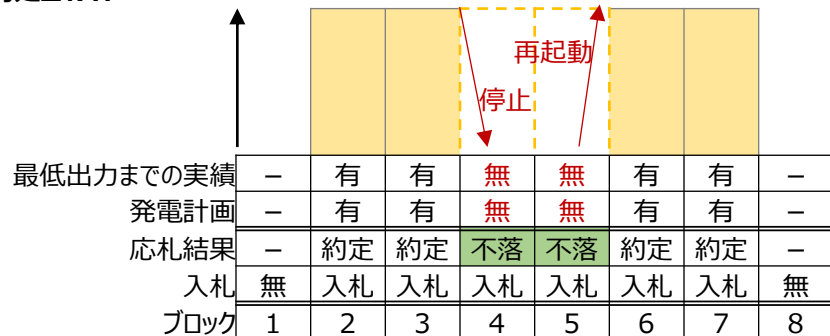 再起動
停止
最低出力までの実績 － 有 有 無 無 有 有 －
発電計画 － 有 有 無 無 有 有 －
応札結果 － 約定 約定 不落 不落 約定 約定 －
入札 無 入札 入札 入札 入札 入札 入札 無
ブロック 1 2 3 4 5 6 7 8